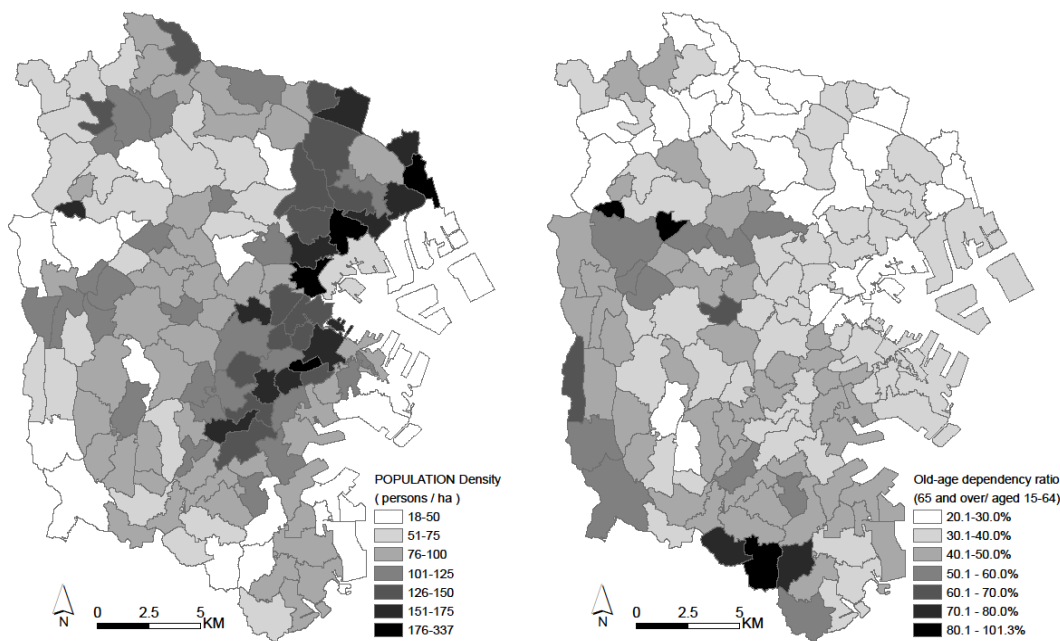 POPULATION Density
( persons / ha )
18-50
51-75
76-100
101-125
126-150
151-175
176-337
N
0 2.5 5
KM
Old-age dependency ratio
(65 and over/ aged 15-64)
20.1-30.0%
30.1-40.0%
40.1-50.0%
50.1 - 60.0%
60.1 - 70.0%
70.1 - 80.0%
80.1 - 101.3%
N
0 2.5 5
KM